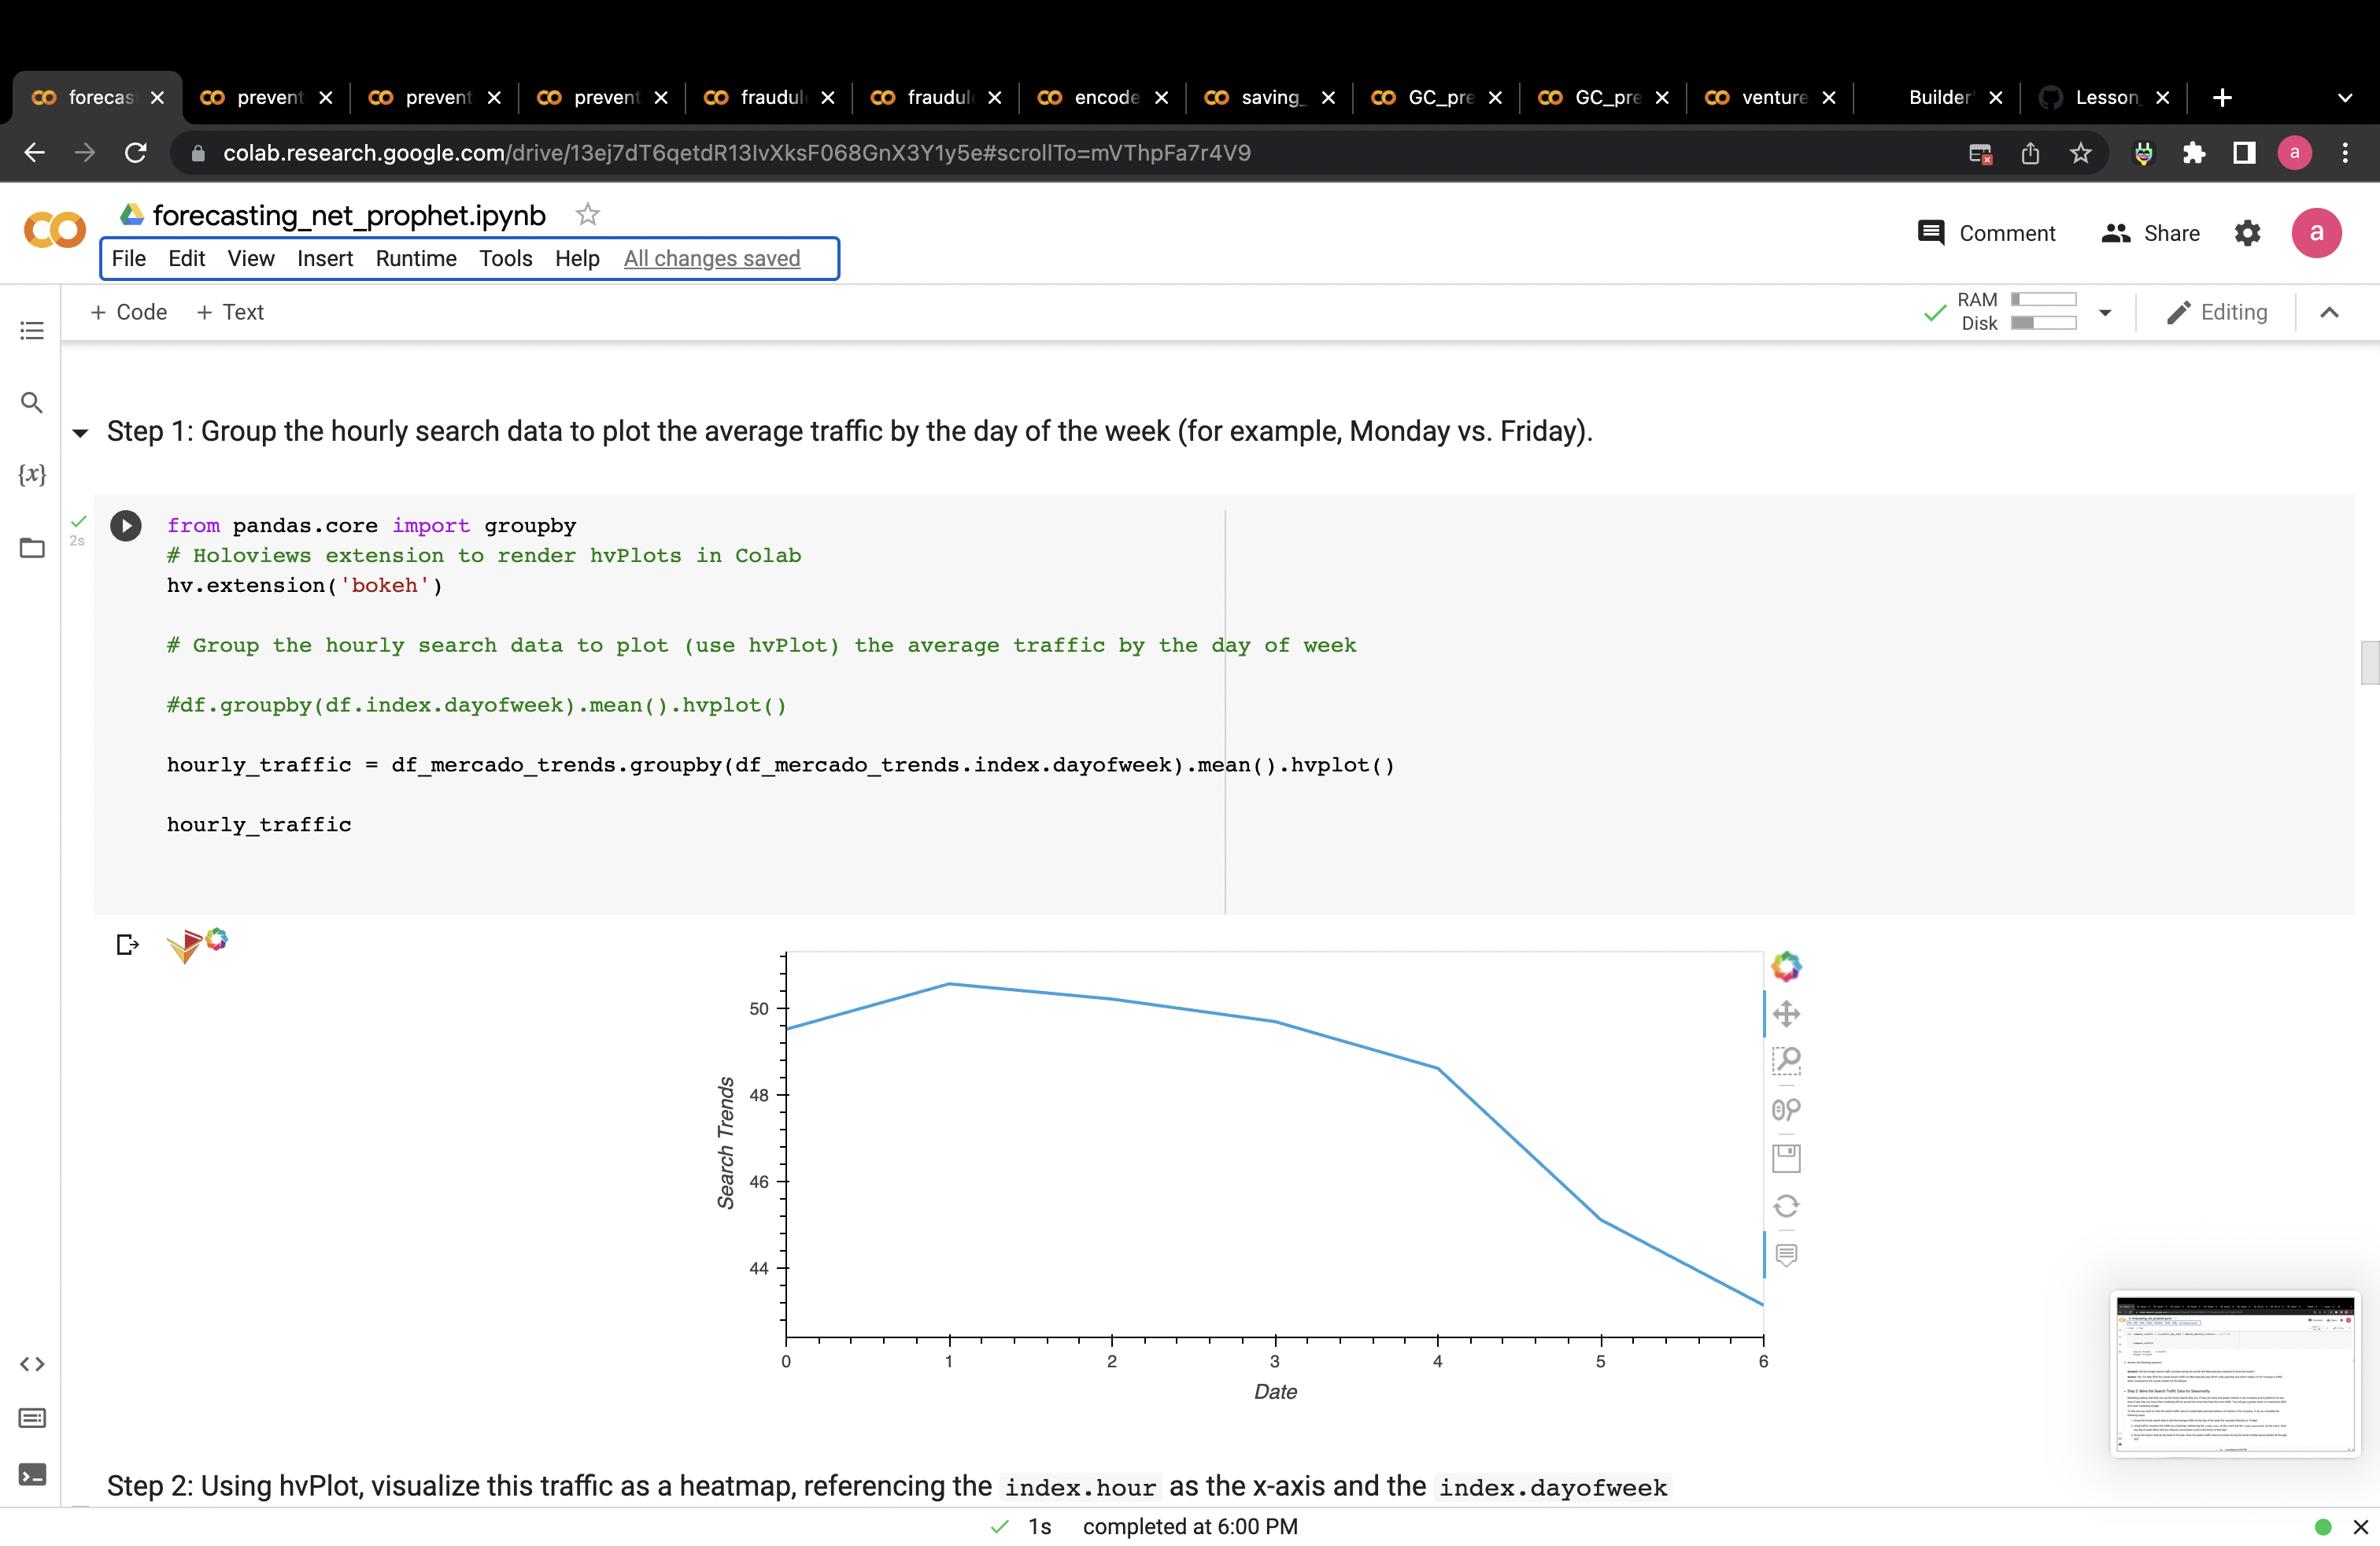 forecas
prevent
prevent
prevent
fraudul
fraudul
encode
saving_
GC_pre
GC_pre
venture
Builder'
Lesson_
colab.research.google.com/drive/13ej7dT6qetdR13IvXksF068GnX3Y1y5e#scrollTo=mVThpFa7r4V9
a
forecasting_net_prophet.ipynb
File Edit View Insert Runtime Tools Help All changes saved
Comment
Share
a
+ Code + Text
RAM
Disk
Editing
{x}
Step 1: Group the hourly search data to plot the average traffic by the day of the week (for example, Monday vs. Friday).
2s
from pandas.core import groupby
# Holoviews extension to render hvPlots in Colab
hv.extension('bokeh')
# Group the hourly search data to plot (use hvPlot) the average traffic by the day of week
#df.groupby(df.index.dayofweek).mean().hvplot()
hourly_traffic = df_mercado_trends.groupby(df_mercado_trends.index.dayofweek).mean().hvplot()
hourly_traffic
50
48
46
44
Search Trends
0 1 2 3 4 5 6
Date
Step 2: Using hvPlot, visualize this traffic as a heatmap, referencing the index.hour as the x-axis and the index.dayofweek
1s completed at 6:00 PM